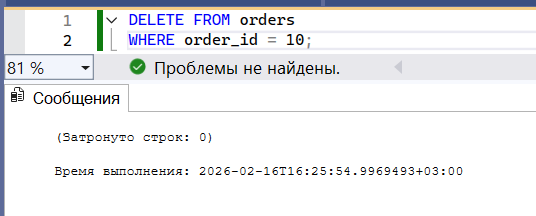 1 DELETE FROM orders
2 WHERE order_id = 10;
81 % Проблемы не найдены.
Сообщения
(Затронуто строк: 0)
Время выполнения: 2026-02-16T16:25:54.9969493+03:00